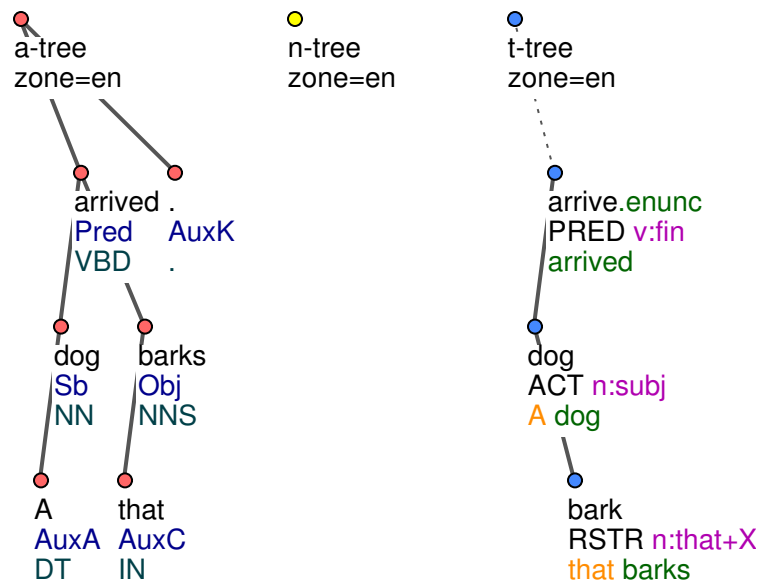 a-tree
zone=en
n-tree
zone=en
t-tree
zone=en
arrived .
Pred AuxK
VBD .
arrive.enunc
PRED v:fin
arrived
dog
Sb
NN
barks
Obj
NNS
dog
ACT n:subj
A dog
A
AuxA
DT
that
AuxC
IN
bark
RSTR n:that+X
that barks